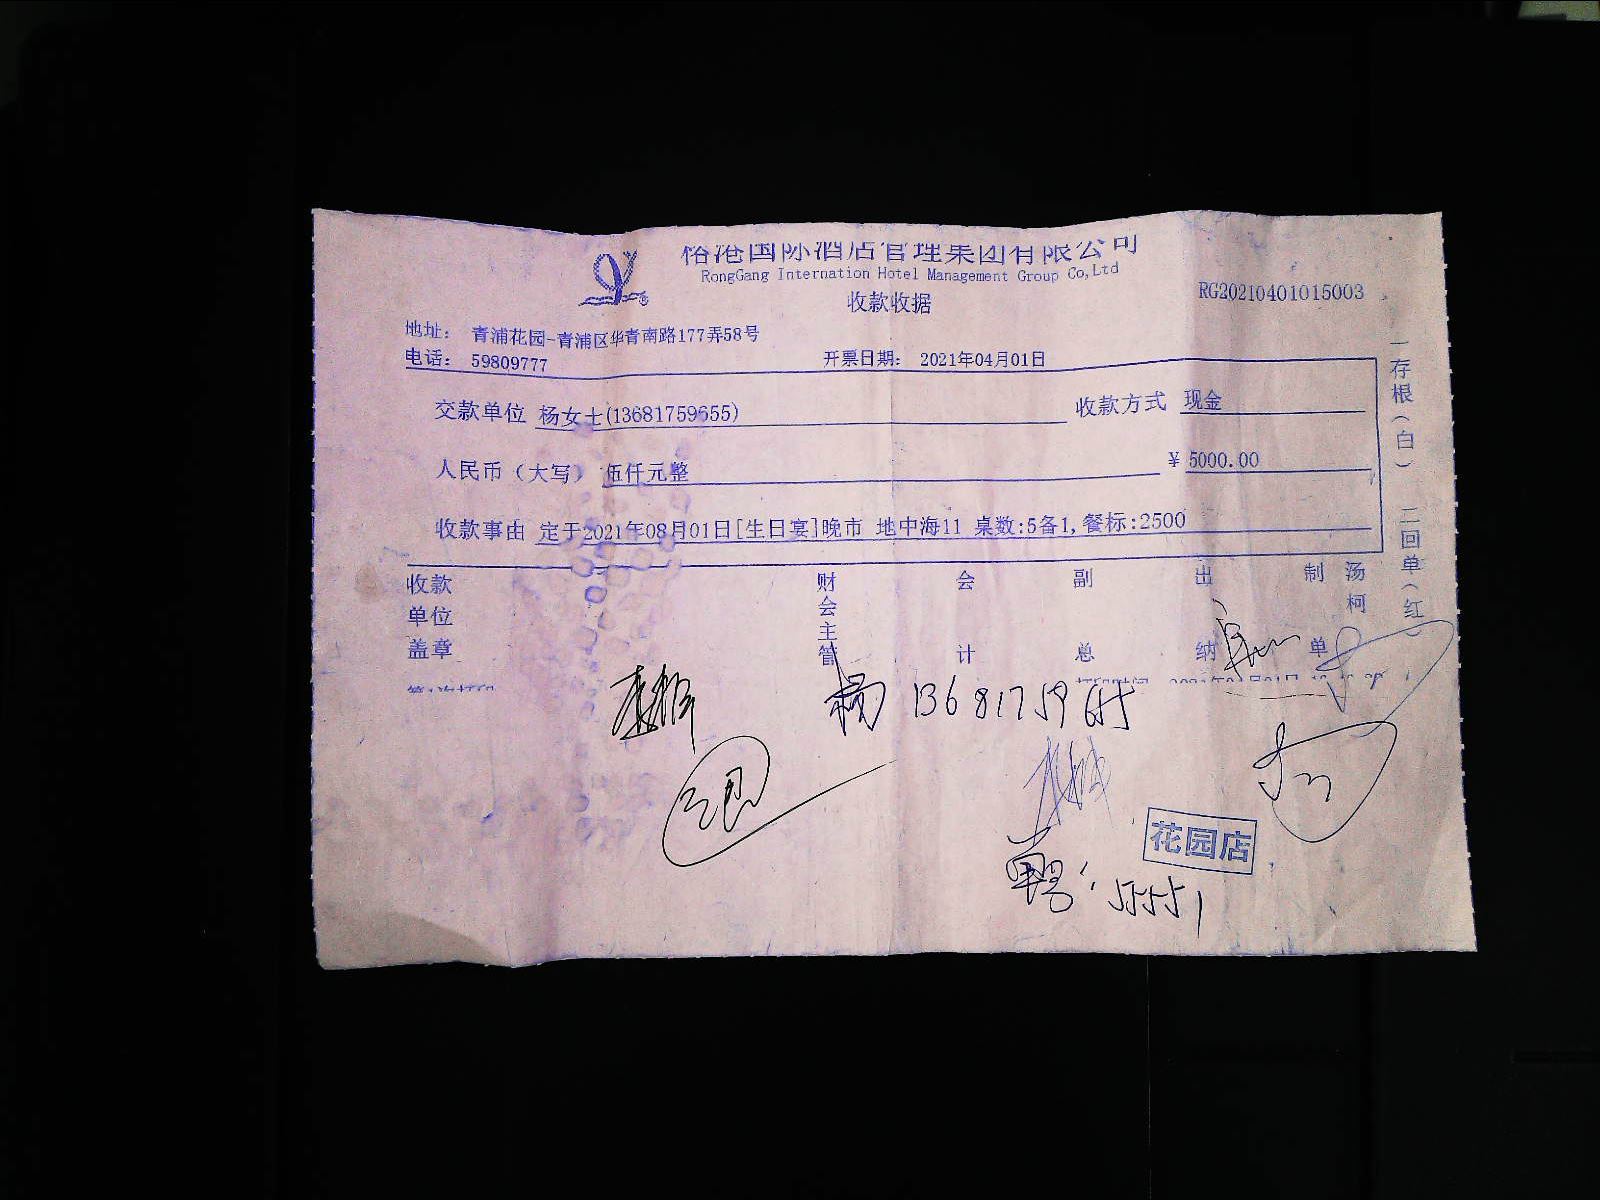 港国际酒店管理集团有限公司
RongGang Internation Hotel Management Group Co,Ltd
收款收据
RG20210401015003
地址： 青浦花园-青浦区华青南路177弄58号
电话： 59809777 开票日期： 2021年04月01日
交款单位 杨女士(13681759655) 收款方式 现金
人民币（大写） 伍仟元整 ￥ 5000.00
收款事由 定于2021年08月01日[生日宴]晚市 地中海11 桌数:5备1,餐标:2500
一存根（白） 二回单（红）
收款单位盖章 财会主管 会计 副总 出纳 制单 汤柯
杨 13681759655
花园店
55551